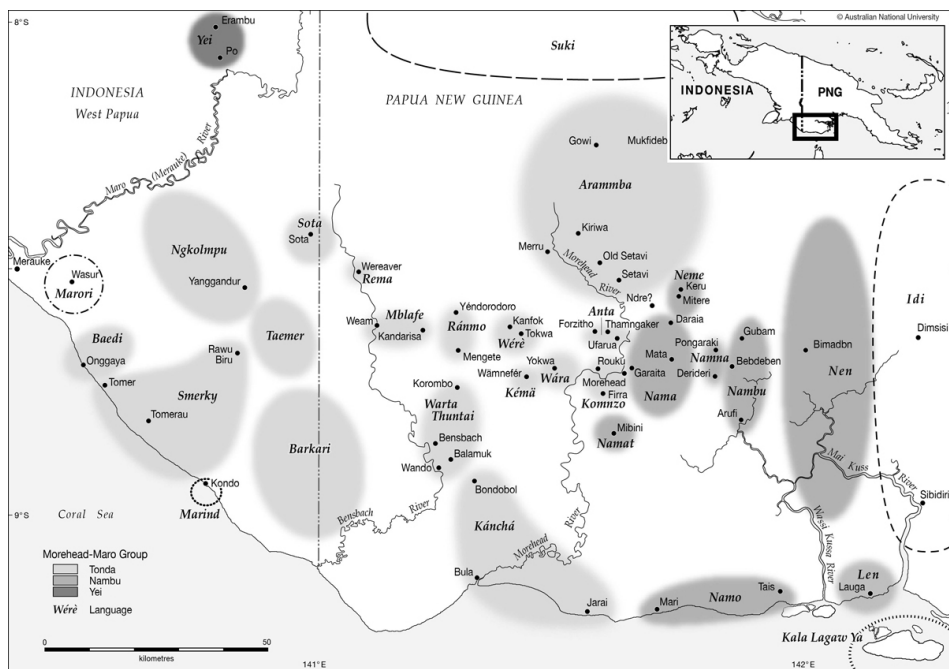 8°S
© Australian National University
Erambu
Yei
Po
Suki
INDONESIA
West Papua
PAPUA NEW GUINEA
INDONESIA
PNG
Maro (Merauke) River
Gowi
Mukfideb
Arammba
Ngkolmpu
Sota
Sota
Kiriwa
Merru
Morehead River
Old Setavi
Setavi
Merauke
Wasur
Marori
Yanggandur
Wereaver
Rema
Neme
Keru
Mitere
Ndre?
Idi
Baedi
Onggaya
Taemer
Rawu
Biru
Weam
Mblafe
Kandarisa
Yéndorodoro
Ránmo
Mengete
Kanfok
Tokwa
Wérè
Anta
Forzitho
Thamngaker
Ufarua
Daraia
Pongaraki
Gubam
Bimadbn
Dimsisi
Nen
Tomer
Smerky
Tomerau
Yokwa
Wámnefér
Wára
Kémä
Rouku
Morehead
Firra
Komnzo
Mata
Garaita
Nama
Nanna
Derideri
Bebdeben
Nambu
Korombo
Warta
Thuntai
Arufi
Mibini
Namat
Barkari
Bensbach
Balamuk
Wando
Mai Kuss River
Kondo
Marind
Bondobol
Sibidiri
Coral Sea
9°S
Bensbach River
Káncha
Morehead River
Wassi Kussa River
Morehead-Maro Group
Tonda
Nambu
Yei
Wérè Language
Bula
Jarai
Mari
Namo
Tais
Len
Lauga
Kala Lagaw Ya
0
50
kilometres
141°E
142°E